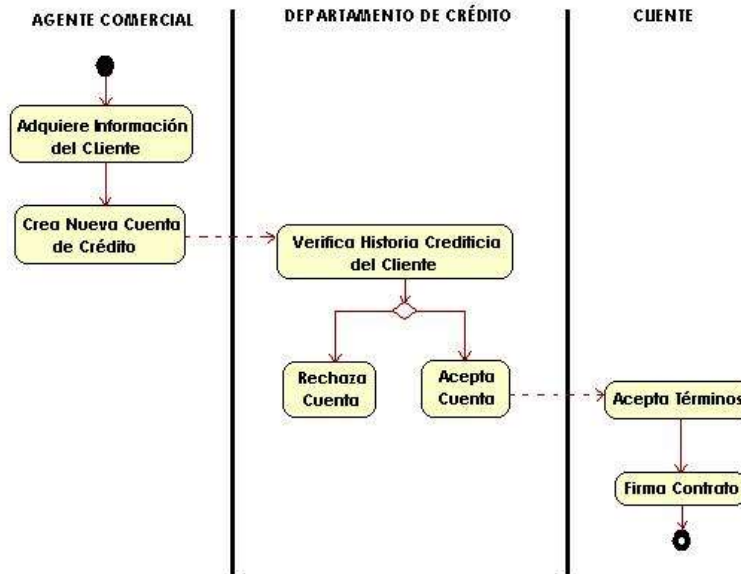 AGENTE COMERCIAL
DEPARTAMENTO DE CRÉDITO
CLIENTE
Adquiere Información
del CLiente
Crea Nueva Cuenta
de Crédito
Verifica Historia Crediticia
del Cliente
Rechaza
Cuenta
Acepta
Cuenta
Acepta Términos
Firma Contrato